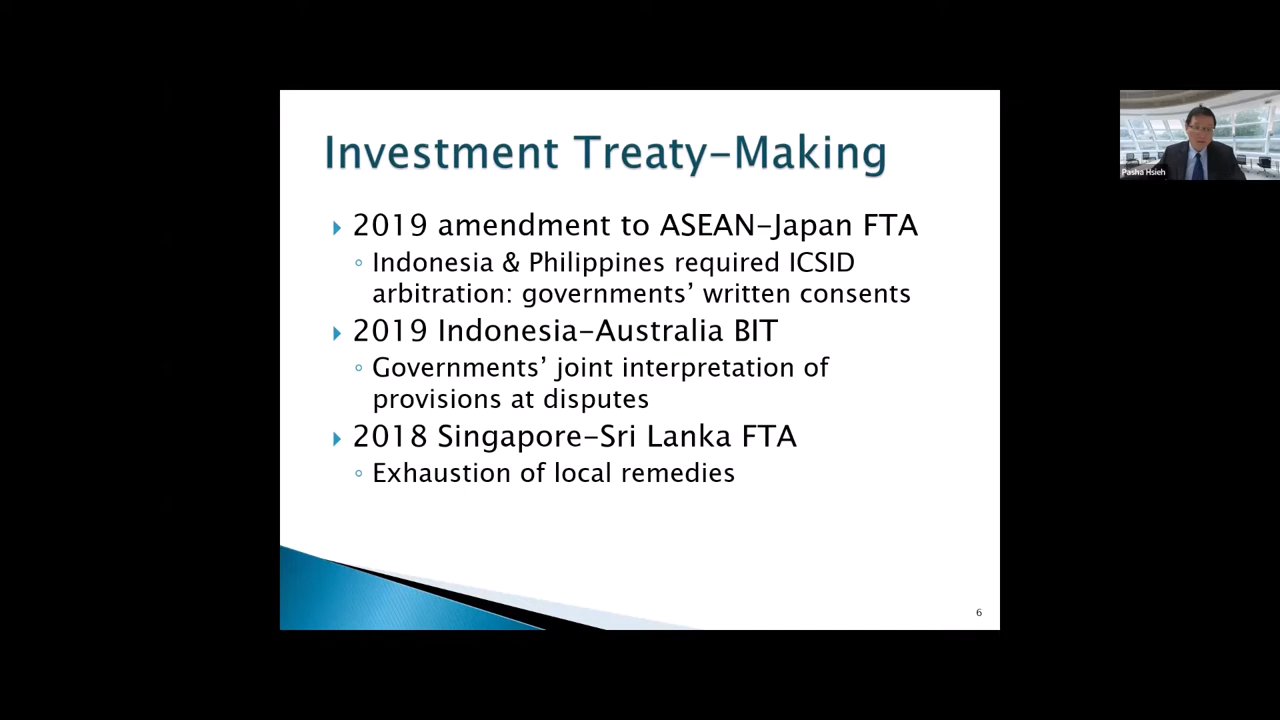 Investment Treaty-Making
2019 amendment to ASEAN-Japan FTA
Indonesia & Philippines required ICSID
arbitration: governments’ written consents
2019 Indonesia-Australia BIT
Governments’ joint interpretation of
provisions at disputes
2018 Singapore-Sri Lanka FTA
Exhaustion of local remedies
6
Pasha Hsieh